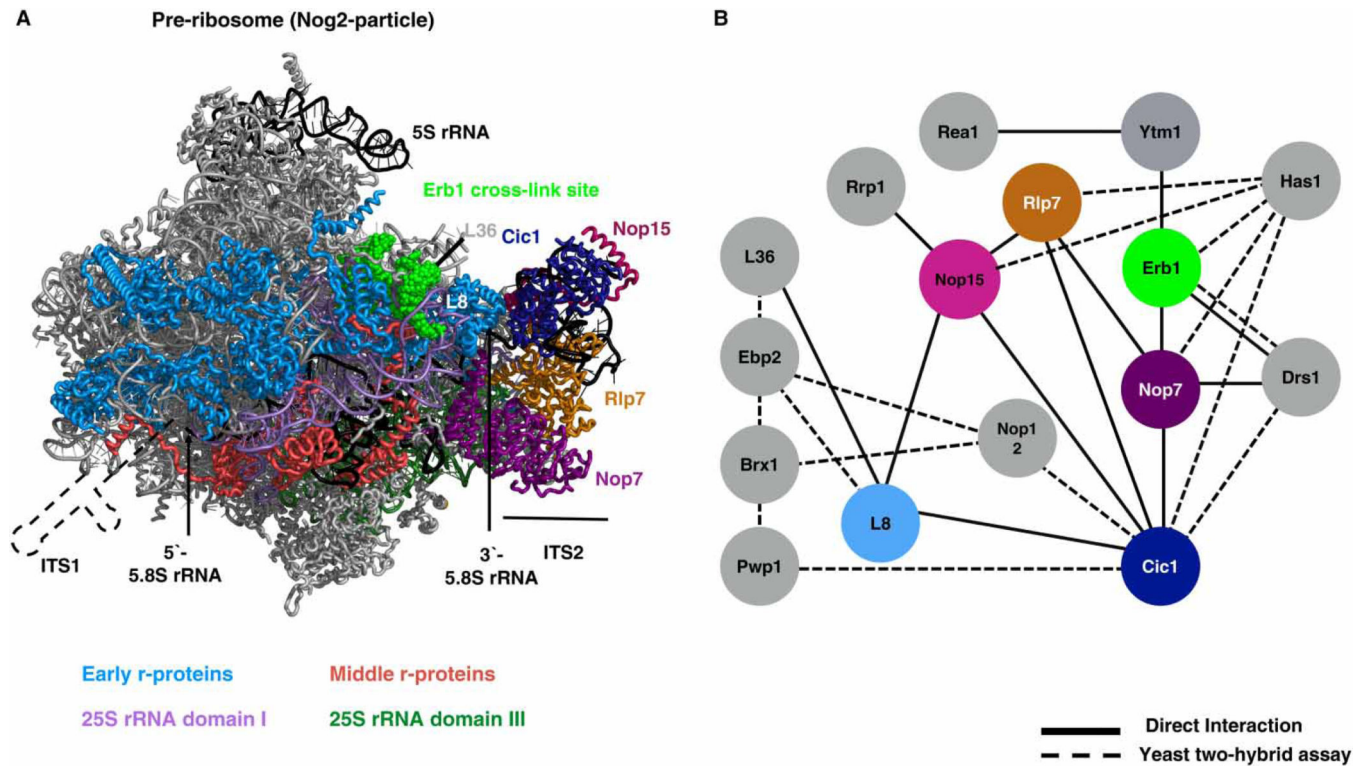 A
Pre-ribosome (Nog2-particle)
5S rRNA
Erb1 cross-link site
L36
Cic1
Nop15
L8
Rlp7
Nop7
ITS1
5`-
5.8S rRNA
3`-
5.8S rRNA
ITS2
Early r-proteins
Middle r-proteins
25S rRNA domain I
25S rRNA domain III
B
Rea1
Ytm1
Rrp1
Rlp7
Has1
L36
Nop15
Erb1
Ebp2
Nop7
Drs1
Brx1
Nop1
2
L8
Pwp1
Cic1
Direct Interaction
Yeast two-hybrid assay